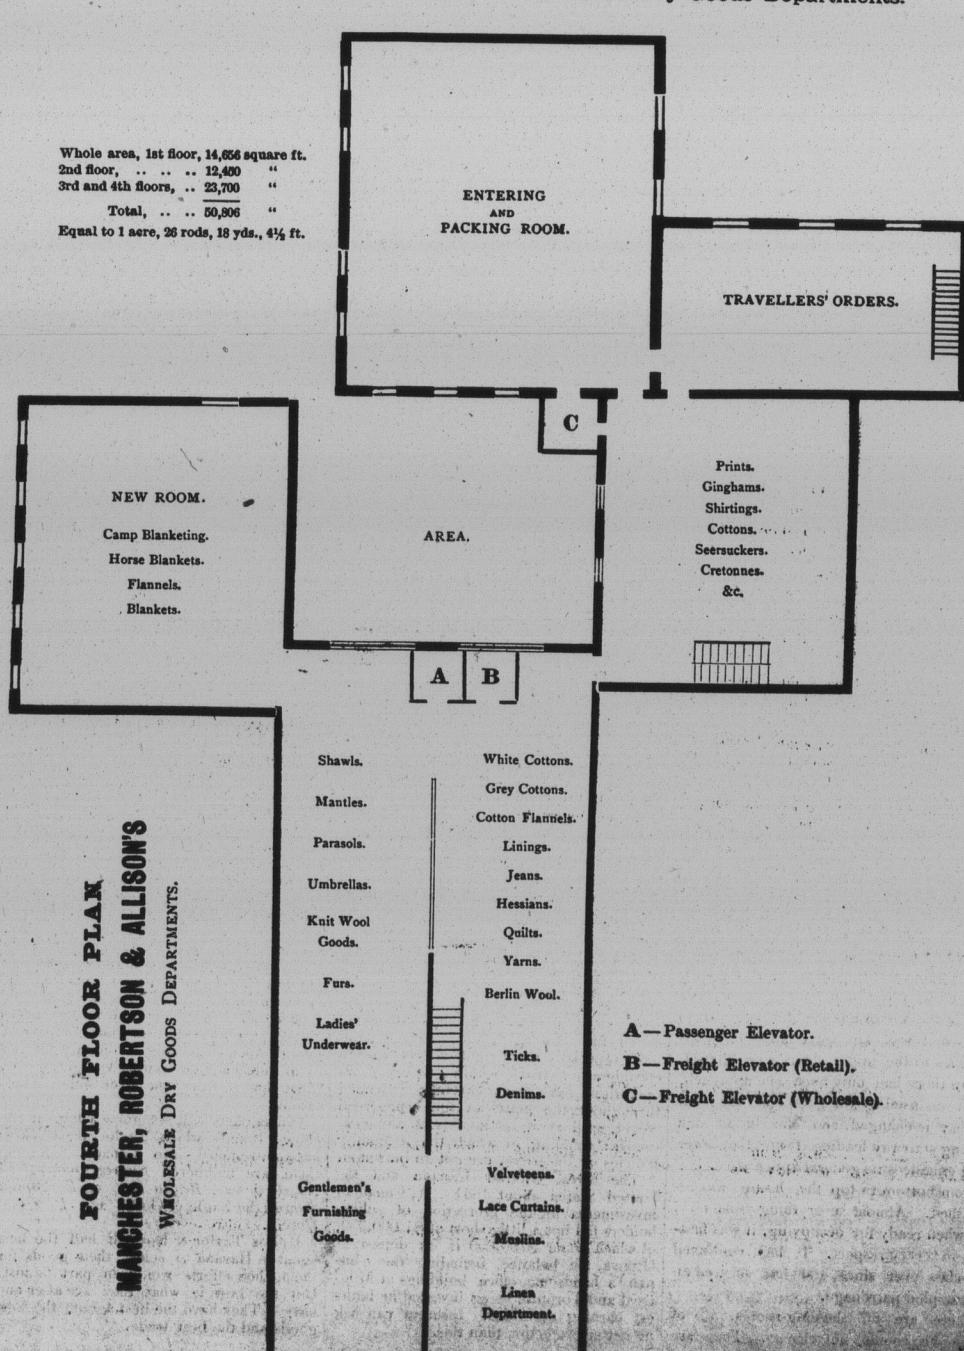 Departments.
Whole area, 1st floor, 14,656 square ft.
2nd floor, .. .. .. 12,450 "
3rd and 4th floors, .. 23,700 "
Total, .. .. 50,806 "
Equal to 1 acre, 26 rods, 18 yds., 4½ ft.
ENTERING
AND
PACKING ROOM.
TRAVELLERS' ORDERS.
C
NEW ROOM.
Camp Blanketing.
Horse Blankets.
Flannels.
Blankets.
AREA.
Prints.
Ginghams.
Shirtings.
Cottons.
Seersuckers.
Cretonnes.
&c.
A B
Shawls.
Mantles.
Parasols.
Umbrellas.
Knit Wool
Goods.
Furs.
Ladies'
Underwear.
Gentlemen's
Furnishing
Goods.
White Cottons.
Grey Cottons.
Cotton Flannels.
Linings.
Jeans.
Hessians.
Quilts.
Yarns.
Berlin Wool.
Ticks.
Denims.
Velveteens.
Lace Curtains.
Muslins.
Linen
Department.
A—Passenger Elevator.
B—Freight Elevator (Retail).
C—Freight Elevator (Wholesale).
FOURTH FLOOR PLAN
MANCHESTER, ROBERTSON & ALLISON'S
WHOLESALE DRY GOODS DEPARTMENTS.